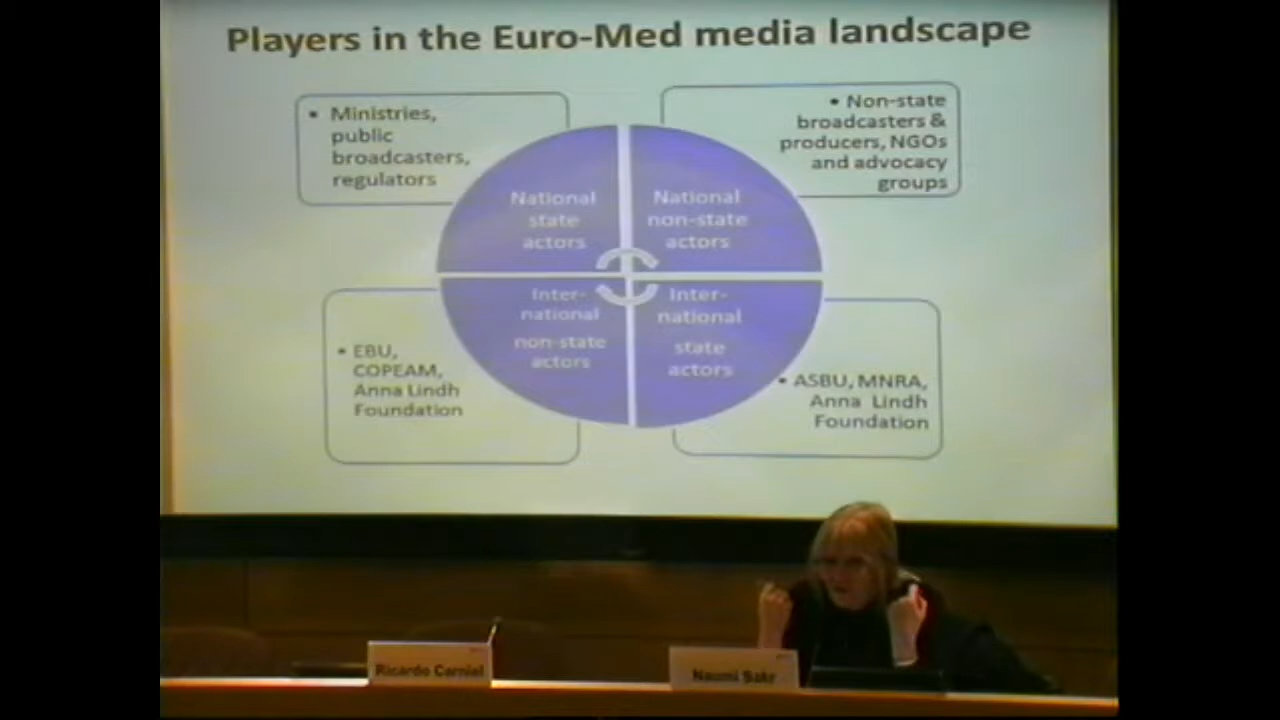 Players in the Euro-Med media landscape
• Ministries,
public
broadcasters,
regulators
• Non-state
broadcasters &
producers, NGOs
and advocacy
groups
National
state
actors
National
non-state
actors
Inter-
national
non-state
actors
Inter-
national
state
actors
• EBU,
COPEAM,
Anna Lindh
Foundation
• ASBU, MNRA,
Anna Lindh
Foundation
Ricardo Corniel
Naomi Sakr